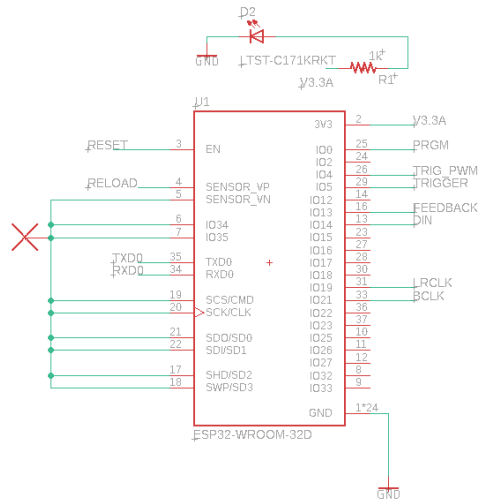 D2
GND
LTST-C171KRKT
1k
R1
V3.3A
U1
3V3 2 V3.3A
RESET 3 EN IO0 25 PRGM
IO2 24
IO4 26 TRIG_PWM
RELOAD 4 SENSOR_VP IO5 29 TRIGGER
5 SENSOR_VN IO12 14
IO13 16 FEEDBACK
6 IO34 IO14 13 DIN
7 IO35 IO15 23
IO16 27
TXD0 35 TXD0 IO17 28
RXD0 34 RXD0 IO18 30
IO19 31 LRCLK
19 SCS/CMD IO21 33 BCLK
20 SCK/CLK IO22 36
IO23 37
21 SDO/SD0 IO25 10
22 SDI/SD1 IO26 11
IO27 12
17 SHD/SD2 IO32 8
18 SWP/SD3 IO33 9
GND 1*24
ESP32-WROOM-32D
GND